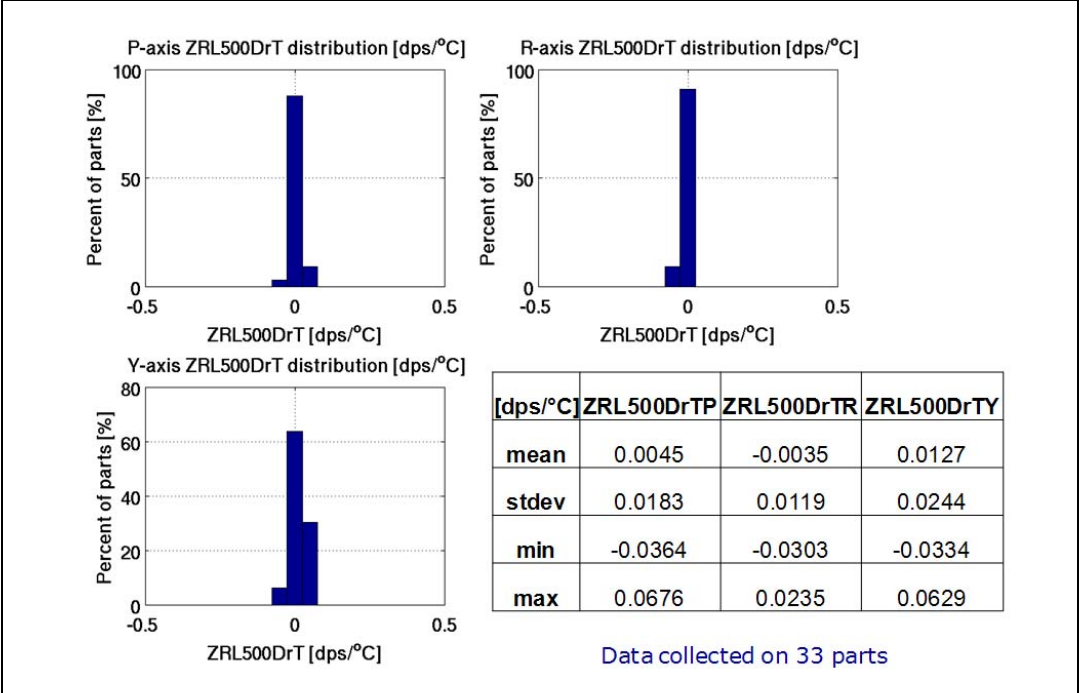 P-axis ZRL500DrT distribution [dps/°C]
100
50
0
-0.5
0
0.5
Percent of parts [%]
ZRL500DrT [dps/°C]
R-axis ZRL500DrT distribution [dps/°C]
100
50
0
-0.5
0
0.5
Percent of parts [%]
ZRL500DrT [dps/°C]
Y-axis ZRL500DrT distribution [dps/°C]
80
60
40
20
0
-0.5
0
0.5
Percent of parts [%]
ZRL500DrT [dps/°C]
[dps/°C] ZRL500DrTP ZRL500DrTR ZRL500DrTY
mean 0.0045 -0.0035 0.0127
stdev 0.0183 0.0119 0.0244
min -0.0364 -0.0303 -0.0334
max 0.0676 0.0235 0.0629
Data collected on 33 parts